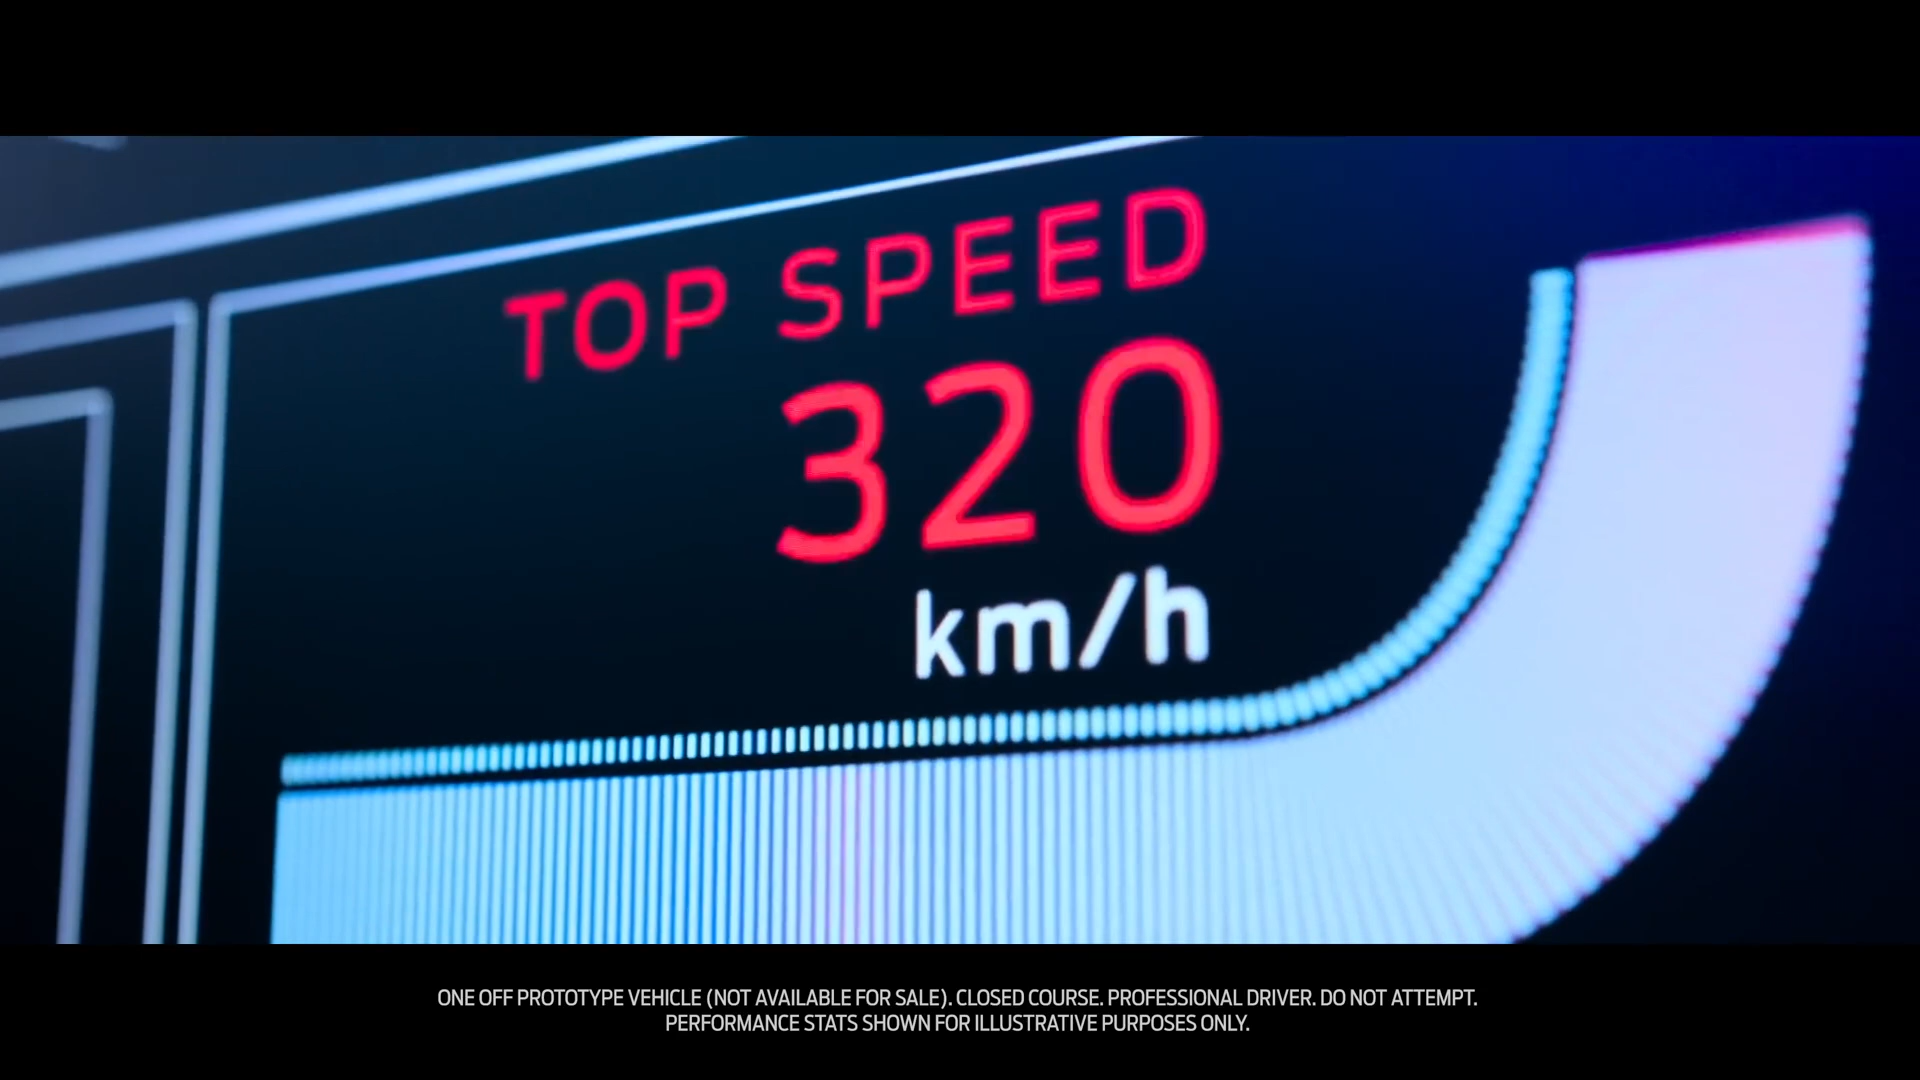 TOP SPEED
320
km/h
ONE OFF PROTOTYPE VEHICLE (NOT AVAILABLE FOR SALE). CLOSED COURSE. PROFESSIONAL DRIVER. DO NOT ATTEMPT.
PERFORMANCE STATS SHOWN FOR ILLUSTRATIVE PURPOSES ONLY.